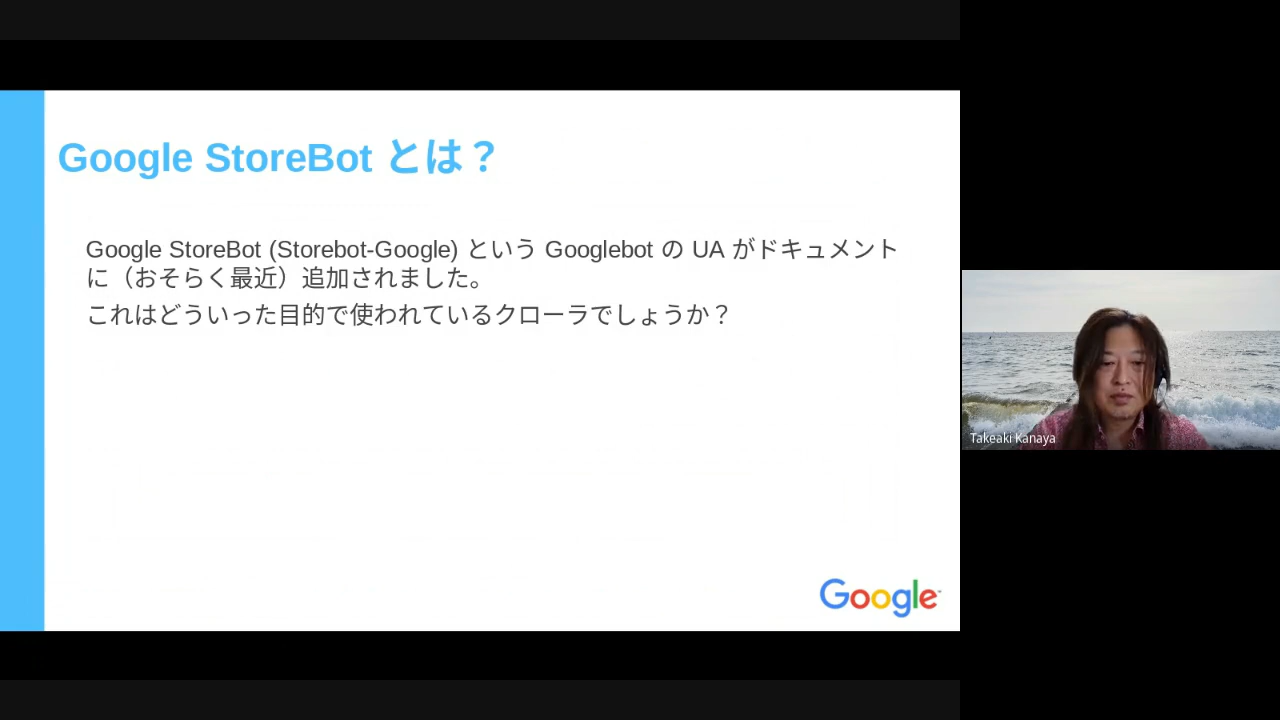 Google StoreBot とは？
Google StoreBot (Storebot-Google) という Googlebot の UA がドキュメント
に（おそらく最近）追加されました。
これはどういった目的で使われているクローラでしょうか？
Google
Takeaki Kanaya